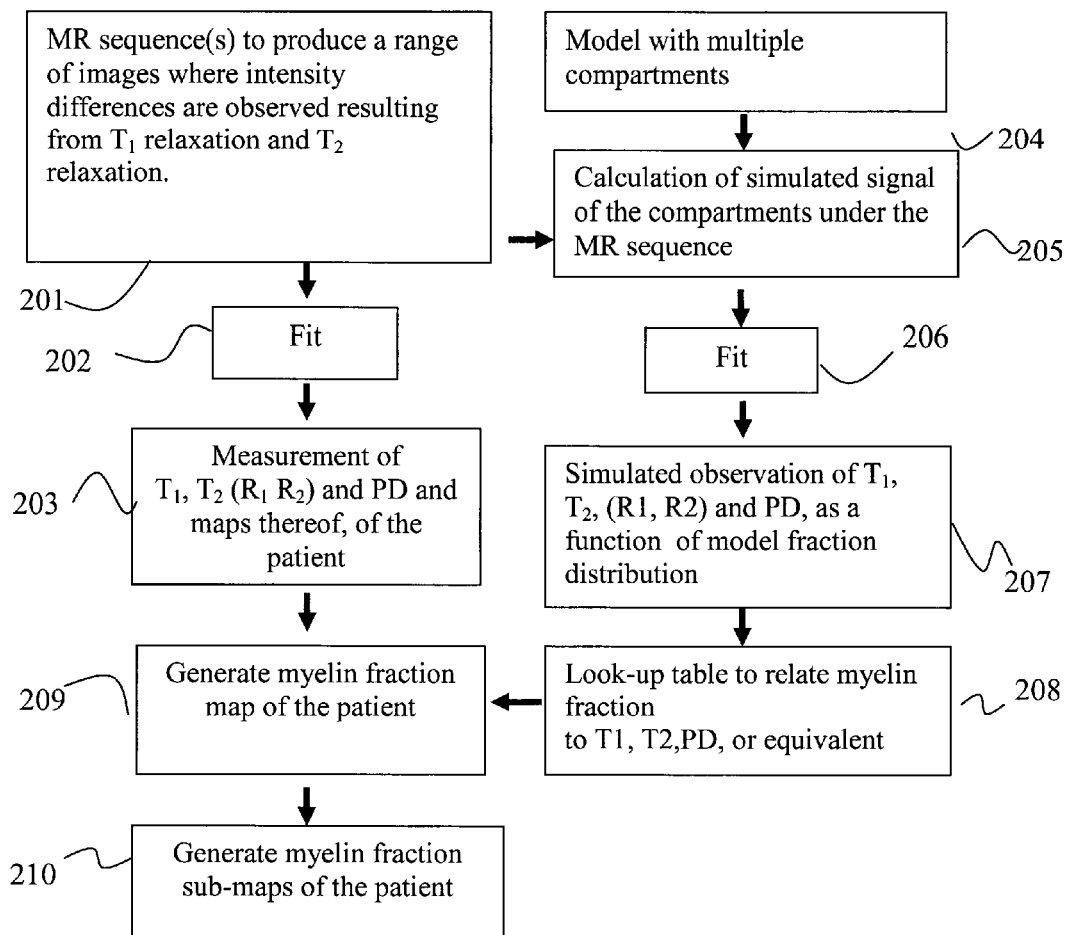 MR sequence(s) to produce a range
of images where intensity
differences are observed resulting
from T₁ relaxation and T₂
relaxation.
201
Model with multiple
compartments
204
Calculation of simulated signal
of the compartments under the
MR sequence
205
202
Fit
Fit
206
203
Measurement of
T₁, T₂ (R₁ R₂) and PD and
maps thereof, of the
patient
Simulated observation of T₁,
T₂, (R1, R2) and PD, as a
function of model fraction
distribution
207
209
Generate myelin fraction
map of the patient
Look-up table to relate myelin
fraction
to T1, T2,PD, or equivalent
208
210
Generate myelin fraction
sub-maps of the patient